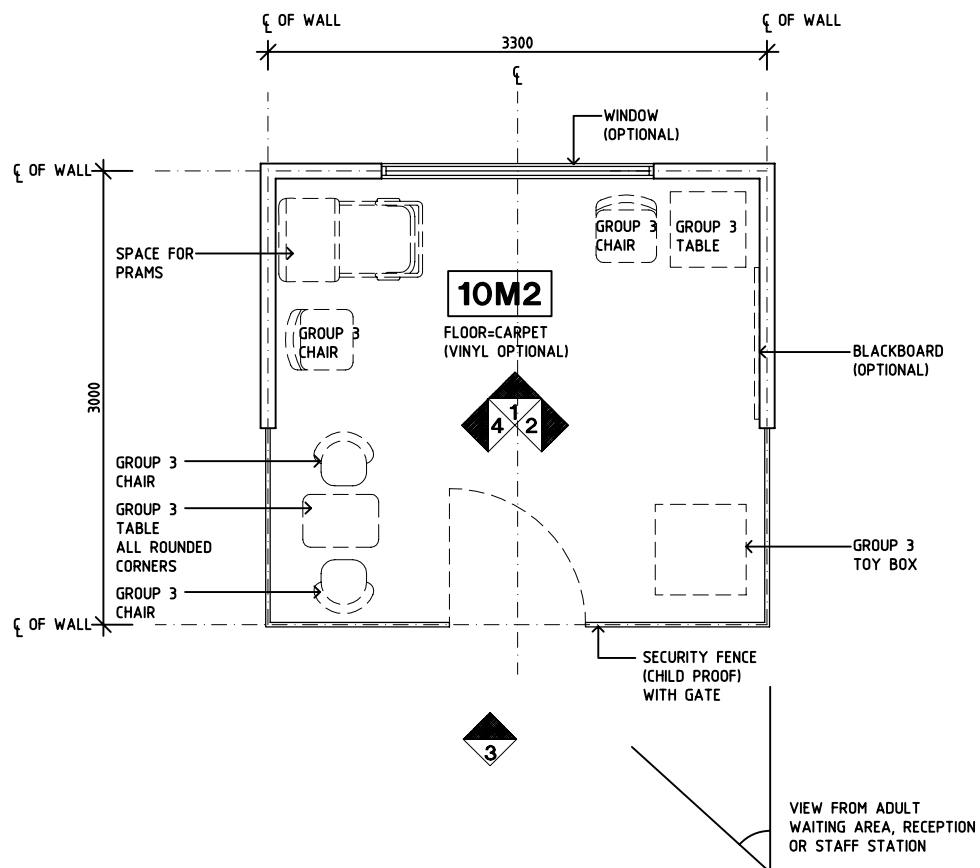 ℄ OF WALL
℄ OF WALL
3300
℄
WINDOW
(OPTIONAL)
℄ OF WALL
SPACE FOR
PRAMS
GROUP 3
CHAIR
GROUP 3
TABLE
10M2
FLOOR=CARPET
(VINYL OPTIONAL)
GROUP 3
CHAIR
BLACKBOARD
(OPTIONAL)
3000
1
4
2
GROUP 3
CHAIR
GROUP 3
TABLE
ALL ROUNDED
CORNERS
GROUP 3
CHAIR
GROUP 3
TOY BOX
℄ OF WALL
SECURITY FENCE
(CHILD PROOF)
WITH GATE
3
VIEW FROM ADULT
WAITING AREA, RECEPTION
OR STAFF STATION